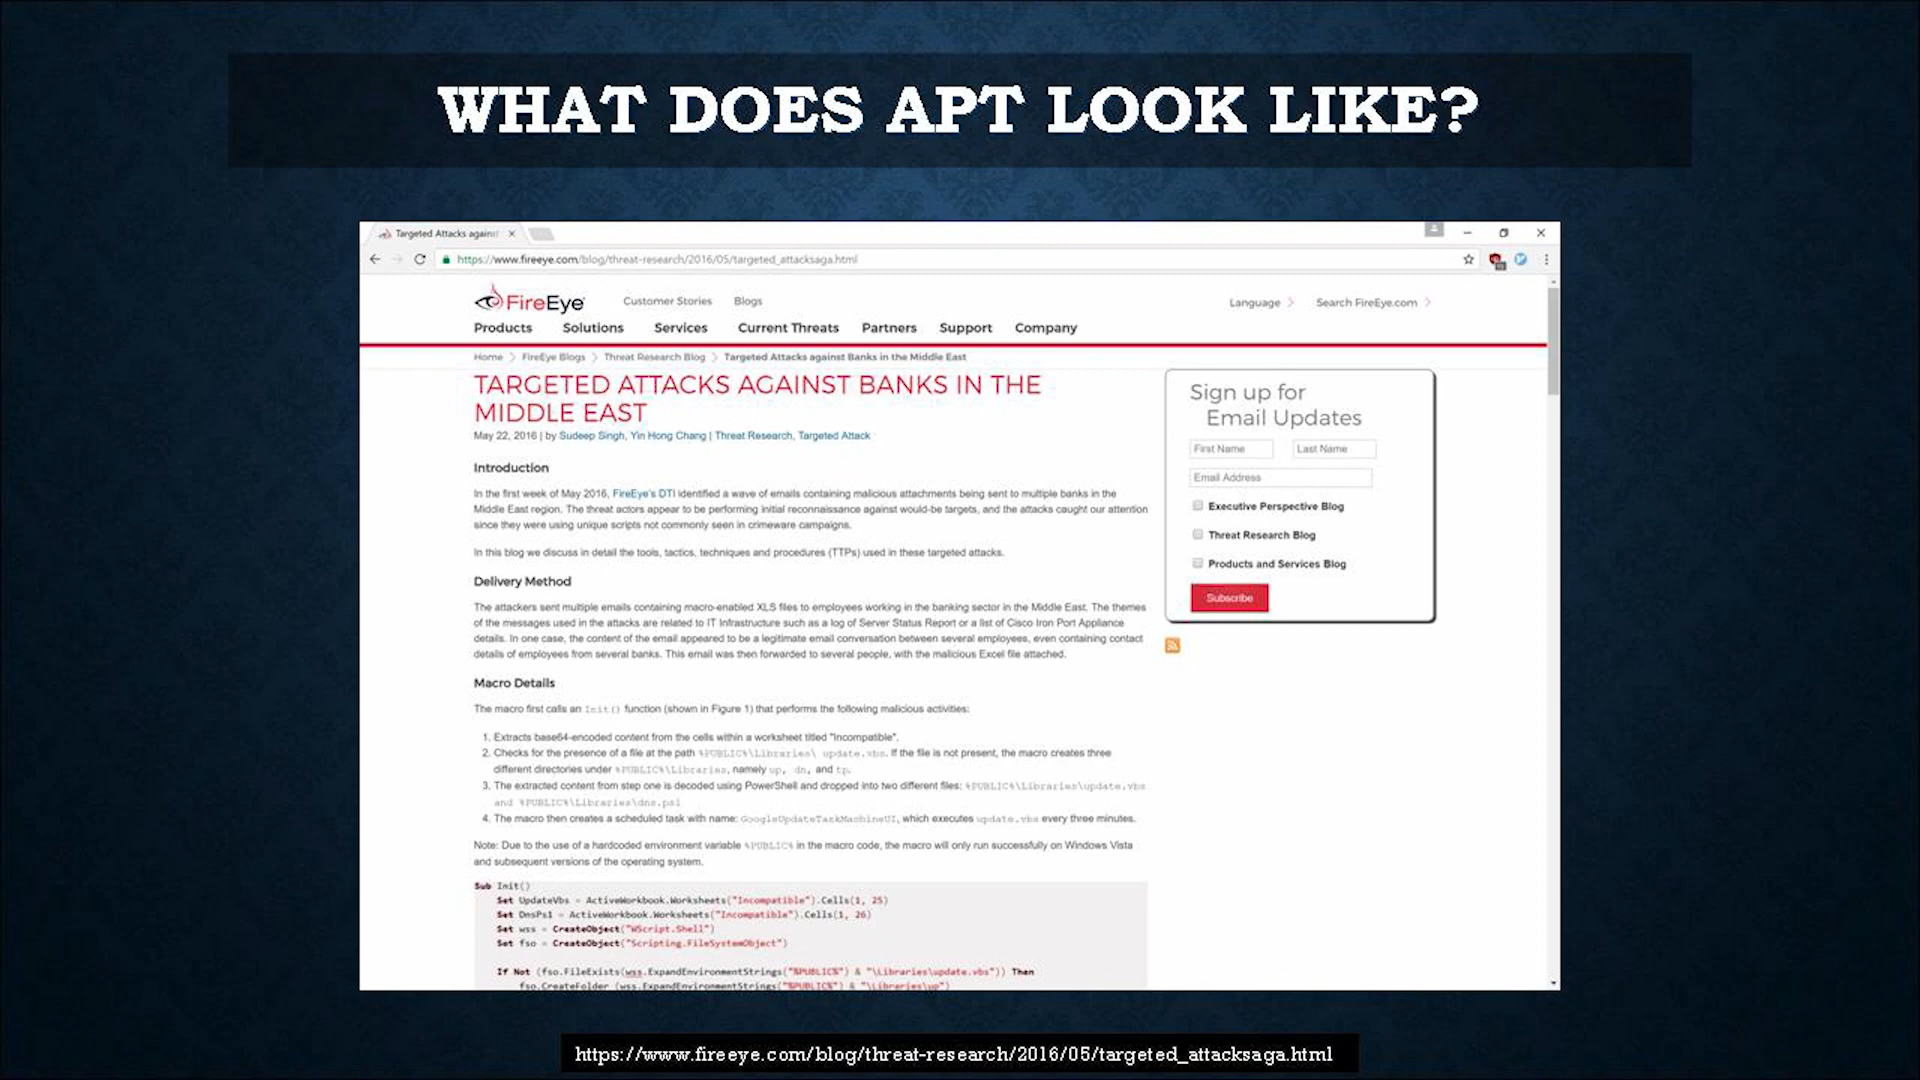 WHAT DOES APT LOOK LIKE?
Targeted Attacks against
https://www.fireeye.com/blog/threat-research/2016/05/targeted_attacksaga.html
FireEye Customer Stories Blogs
Language Search FireEye.com
Products Solutions Services Current Threats Partners Support Company
Home FireEye Blogs Threat Research Blog Targeted Attacks against Banks in the Middle East
TARGETED ATTACKS AGAINST BANKS IN THE
MIDDLE EAST
May 22, 2016 | by Sudeep Singh, Yin Hong Chang | Threat Research, Targeted Attack
Introduction
In the first week of May 2016, FireEye's DTI identified a wave of emails containing malicious attachments being sent to multiple banks in the
Middle East region. The threat actors appear to be performing initial reconnaissance against would-be targets, and the attacks caught our attention
since they were using unique scripts not commonly seen in crimeware campaigns.
In this blog we discuss in detail the tools, tactics, techniques and procedures (TTPs) used in these targeted attacks.
Delivery Method
The attackers sent multiple emails containing macro-enabled XLS files to employees working in the banking sector in the Middle East. The themes
of the messages used in the attacks are related to IT Infrastructure such as a log of Server Status Report or a list of Cisco Iron Port Appliance
details. In one case, the content of the email appeared to be a legitimate email conversation between several employees, even containing contact
details of employees from several banks. This email was then forwarded to several people, with the malicious Excel file attached.
Macro Details
The macro first calls an Init() function (shown in Figure 1) that performs the following malicious activities:
1. Extracts base64-encoded content from the cells within a worksheet titled "Incompatible".
2. Checks for the presence of a file at the path %PUBLIC%\Libraries\ update.vbs. If the file is not present, the macro creates three
different directories under %PUBLIC%\Libraries, namely up, dn, and tp.
3. The extracted content from step one is decoded using PowerShell and dropped into two different files: %PUBLIC%\Libraries\update.vbs
and %PUBLIC%\Libraries\dns.ps1
4. The macro then creates a scheduled task with name: GoogleUpdateTaskMachineUI, which executes update.vbs every three minutes.
Note: Due to the use of a hardcoded environment variable %PUBLIC% in the macro code, the macro will only run successfully on Windows Vista
and subsequent versions of the operating system.
Sub Init()
Set UpdateVbs = ActiveWorkbook.Worksheets("Incompatible").Cells(1, 25)
Set DnsPs1 = ActiveWorkbook.Worksheets("Incompatible").Cells(1, 26)
Set wss = CreateObject("WScript.Shell")
Set fso = CreateObject("Scripting.FileSystemObject")
If Not (fso.FileExists(wss.ExpandEnvironmentStrings("%PUBLIC%") & "\Libraries\update.vbs")) Then
fso.CreateFolder (wss.ExpandEnvironmentStrings("%PUBLIC%") & "\Libraries\up")
Sign up for
Email Updates
First Name Last Name
Email Address
Executive Perspective Blog
Threat Research Blog
Products and Services Blog
Subscribe
https://www.fireeye.com/blog/threat-research/2016/05/targeted_attacksaga.html